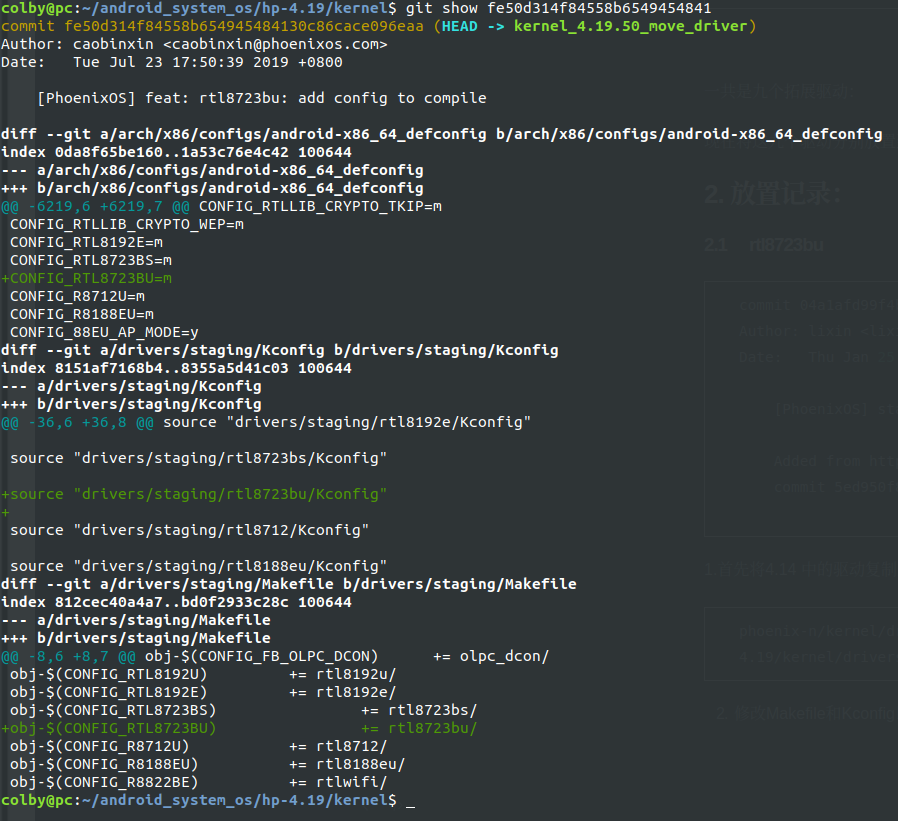 colby@pc:~/android_system_os/hp-4.19/kernel$ git show fe50d314f84558b6549454841
commit fe50d314f84558b654945484130c86cace096eaa (HEAD -> kernel_4.19.50_move_driver)
Author: caobinxin <caobinxin@phoenixos.com>
Date:   Tue Jul 23 17:50:39 2019 +0800
    [PhoenixOS] feat: rtl8723bu: add config to compile
diff --git a/arch/x86/configs/android-x86_64_defconfig b/arch/x86/configs/android-x86_64_defconfig
index 0da8f65be160..1a53c76e4c42 100644
--- a/arch/x86/configs/android-x86_64_defconfig
+++ b/arch/x86/configs/android-x86_64_defconfig
@@ -6219,6 +6219,7 @@ CONFIG_RTLLIB_CRYPTO_TKIP=m
 CONFIG_RTLLIB_CRYPTO_WEP=m
 CONFIG_RTL8192E=m
 CONFIG_RTL8723BS=m
+CONFIG_RTL8723BU=m
 CONFIG_R8712U=m
 CONFIG_R8188EU=m
 CONFIG_88EU_AP_MODE=y
diff --git a/drivers/staging/Kconfig b/drivers/staging/Kconfig
index 8151af7168b4..8355a5d41c03 100644
--- a/drivers/staging/Kconfig
+++ b/drivers/staging/Kconfig
@@ -36,6 +36,8 @@ source "drivers/staging/rtl8192e/Kconfig"
 source "drivers/staging/rtl8723bs/Kconfig"
+source "drivers/staging/rtl8723bu/Kconfig"
+
 source "drivers/staging/rtl8712/Kconfig"
 source "drivers/staging/rtl8188eu/Kconfig"
diff --git a/drivers/staging/Makefile b/drivers/staging/Makefile
index 812cec40a4a7..bd0f2933c28c 100644
--- a/drivers/staging/Makefile
+++ b/drivers/staging/Makefile
@@ -8,6 +8,7 @@ obj-$(CONFIG_FB_OLPC_DCON)      += olpc_dcon/
 obj-$(CONFIG_RTL8192U)         += rtl8192u/
 obj-$(CONFIG_RTL8192E)         += rtl8192e/
 obj-$(CONFIG_RTL8723BS)                += rtl8723bs/
+obj-$(CONFIG_RTL8723BU)                += rtl8723bu/
 obj-$(CONFIG_R8712U)           += rtl8712/
 obj-$(CONFIG_R8188EU)          += rtl8188eu/
 obj-$(CONFIG_R8822BE)          += rtlwifi/
colby@pc:~/android_system_os/hp-4.19/kernel$ _
2. 放置记录：
2.1 rtl8723bu